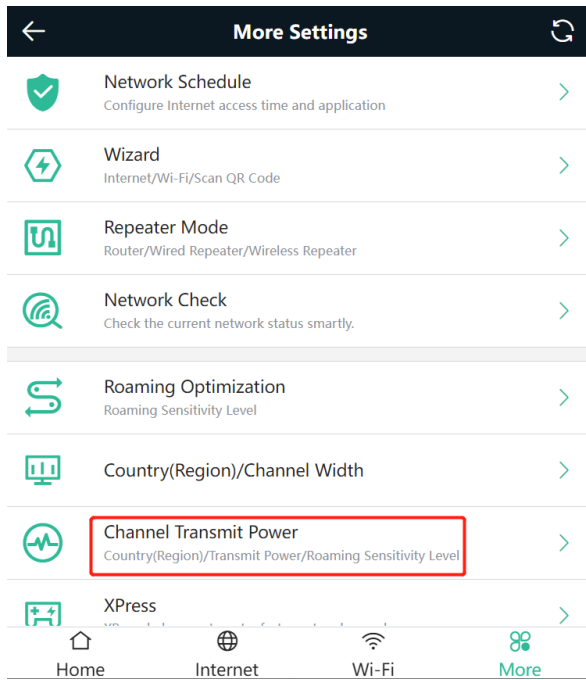 More Settings
Network Schedule
Configure Internet access time and application
Wizard
Internet/Wi-Fi/Scan QR Code
Repeater Mode
Router/Wired Repeater/Wireless Repeater
Network Check
Check the current network status smartly.
Roaming Optimization
Roaming Sensitivity Level
Country(Region)/Channel Width
Channel Transmit Power
Country(Region)/Transmit Power/Roaming Sensitivity Level
XPress
Home Internet Wi-Fi More